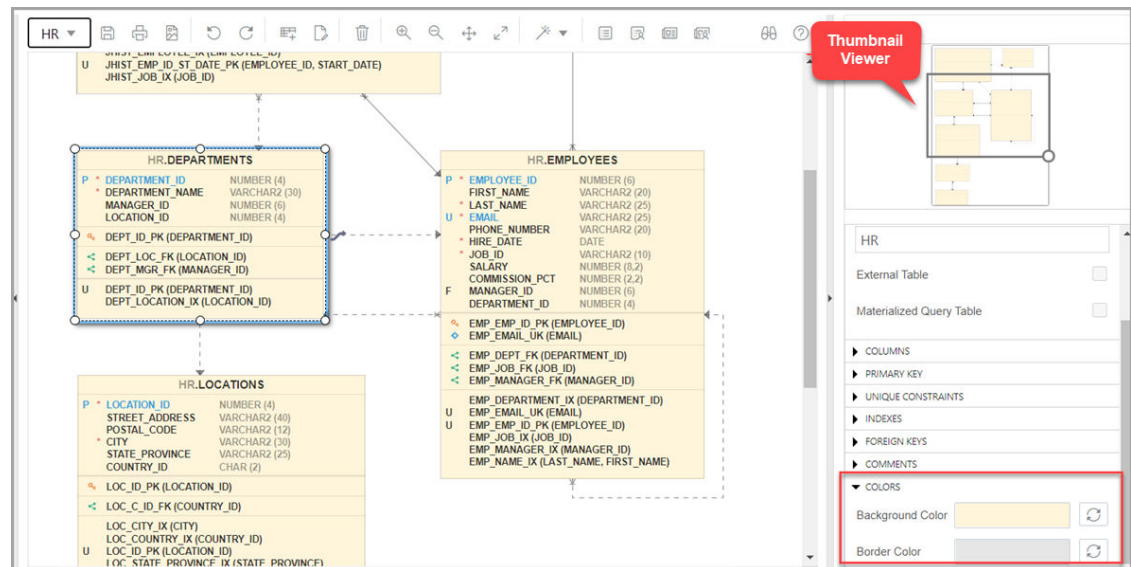 HR
Thumbnail
Viewer
JHIST_EMPLOYEE_IX (EMPLOYEE_ID)
U JHIST_EMP_ID_ST_DATE_PK (EMPLOYEE_ID, START_DATE)
JHIST_JOB_IX (JOB_ID)
HR.DEPARTMENTS
P * DEPARTMENT_ID NUMBER (4)
* DEPARTMENT_NAME VARCHAR2 (30)
MANAGER_ID NUMBER (6)
LOCATION_ID NUMBER (4)
DEPT_ID_PK (DEPARTMENT_ID)
DEPT_LOC_FK (LOCATION_ID)
DEPT_MGR_FK (MANAGER_ID)
U DEPT_ID_PK (DEPARTMENT_ID)
DEPT_LOCATION_IX (LOCATION_ID)
HR.EMPLOYEES
P * EMPLOYEE_ID NUMBER (6)
FIRST_NAME VARCHAR2 (20)
* LAST_NAME VARCHAR2 (25)
U * EMAIL VARCHAR2 (25)
PHONE_NUMBER VARCHAR2 (20)
* HIRE_DATE DATE
* JOB_ID VARCHAR2 (10)
SALARY NUMBER (8,2)
COMMISSION_PCT NUMBER (2,2)
F MANAGER_ID NUMBER (6)
DEPARTMENT_ID NUMBER (4)
EMP_EMP_ID_PK (EMPLOYEE_ID)
EMP_EMAIL_UK (EMAIL)
EMP_DEPT_FK (DEPARTMENT_ID)
EMP_JOB_FK (JOB_ID)
EMP_MANAGER_FK (MANAGER_ID)
EMP_DEPARTMENT_IX (DEPARTMENT_ID)
U EMP_EMAIL_UK (EMAIL)
U EMP_EMP_ID_PK (EMPLOYEE_ID)
EMP_JOB_IX (JOB_ID)
EMP_MANAGER_IX (MANAGER_ID)
EMP_NAME_IX (LAST_NAME, FIRST_NAME)
HR.LOCATIONS
P * LOCATION_ID NUMBER (4)
STREET_ADDRESS VARCHAR2 (40)
POSTAL_CODE VARCHAR2 (12)
* CITY VARCHAR2 (30)
STATE_PROVINCE VARCHAR2 (25)
COUNTRY_ID CHAR (2)
LOC_ID_PK (LOCATION_ID)
LOC_C_ID_FK (COUNTRY_ID)
LOC_CITY_IX (CITY)
LOC_COUNTRY_IX (COUNTRY_ID)
U LOC_ID_PK (LOCATION_ID)
LOC_STATE_PROVINCE_IX (STATE_PROVINCE)
HR
External Table
Materialized Query Table
COLUMNS
PRIMARY KEY
UNIQUE CONSTRAINTS
INDEXES
FOREIGN KEYS
COMMENTS
COLORS
Background Color
Border Color